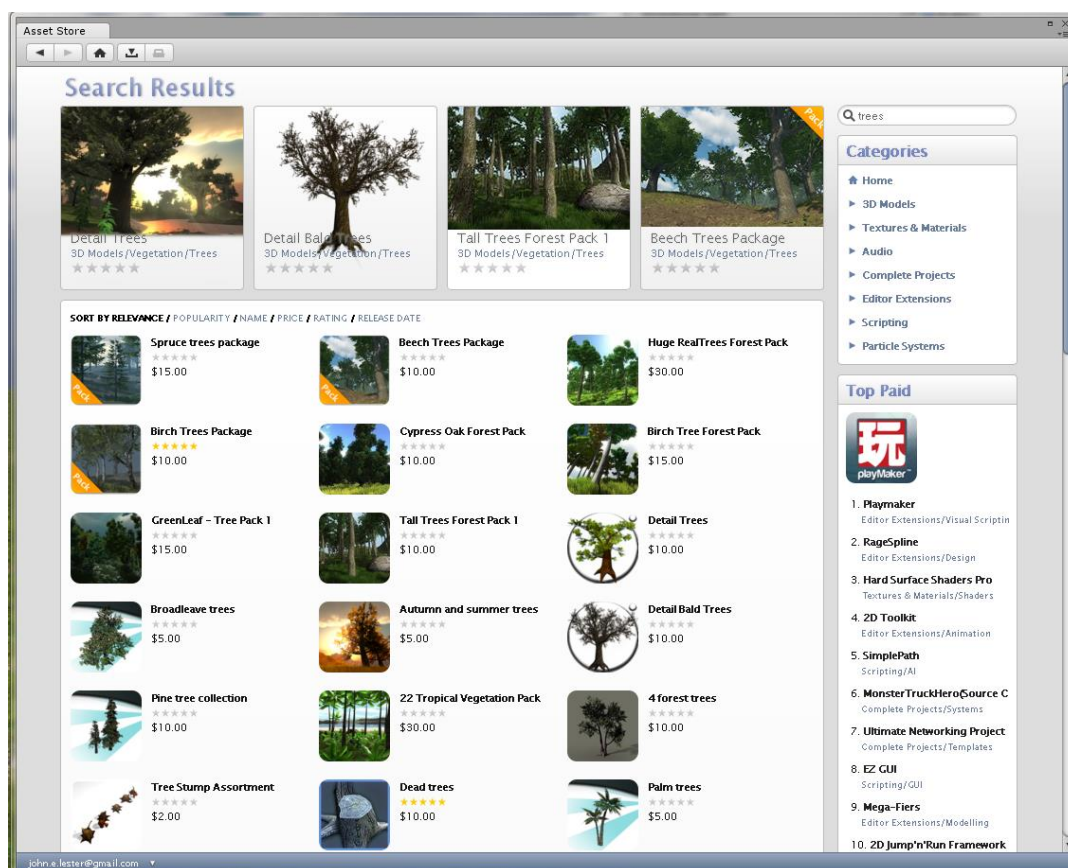 Asset Store
Search Results
Pack
trees
Detail Trees
3D Models/Vegetation/Trees
Detail Bald Trees
3D Models/Vegetation/Trees
Tall Trees Forest Pack 1
3D Models/Vegetation/Trees
Beech Trees Package
3D Models/Vegetation/Trees
Categories
Home
3D Models
Textures & Materials
Audio
Complete Projects
Editor Extensions
Scripting
Particle Systems
SORT BY RELEVANCE / POPULARITY / NAME / PRICE / RATING / RELEASE DATE
Spruce trees package
$15.00
Pack
Beech Trees Package
$10.00
Pack
Huge RealTrees Forest Pack
$30.00
Birch Trees Package
$10.00
Pack
Cypress Oak Forest Pack
$10.00
Birch Tree Forest Pack
$15.00
GreenLeaf - Tree Pack 1
$15.00
Tall Trees Forest Pack 1
$10.00
Detail Trees
$10.00
Broadleave trees
$5.00
Autumn and summer trees
$5.00
Detail Bald Trees
$10.00
Pine tree collection
$10.00
22 Tropical Vegetation Pack
$30.00
4 forest trees
$10.00
Tree Stump Assortment
$2.00
Dead trees
$10.00
Palm trees
$5.00
Top Paid
玩
playMaker
1. Playmaker
Editor Extensions/Visual Scriptin
2. RageSpline
Editor Extensions/Design
3. Hard Surface Shaders Pro
Textures & Materials/Shaders
4. 2D Toolkit
Editor Extensions/Animation
5. SimplePath
Scripting/AI
6. MonsterTruckHero(Source C
Complete Projects/Systems
7. Ultimate Networking Project
Complete Projects/Templates
8. EZ GUI
Scripting/GUI
9. Mega-Fiers
Editor Extensions/Modelling
10. 2D Jump'n'Run Framework
john.e.lester@gmail.com